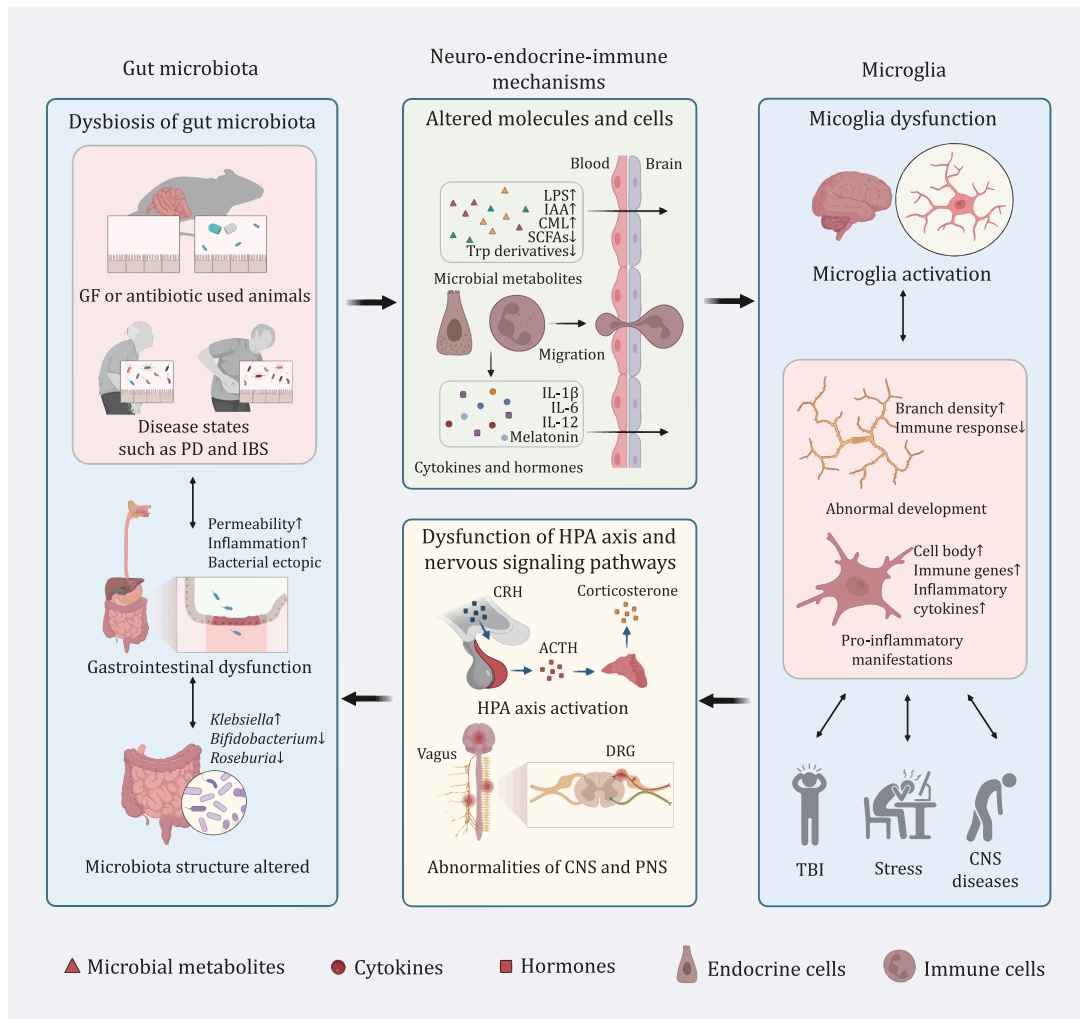 Gut microbiota
Neuro-endocrine-immune
mechanisms
Microglia
Dysbiosis of gut microbiota
GF or antibiotic used animals
Disease states
such as PD and IBS
Permeability↑
Inflammation↑
Bacterial ectopic
Gastrointestinal dysfunction
Klebsiella↑
Bifidobacterium↓
Roseburia↓
Microbiota structure altered
Altered molecules and cells
Blood
Brain
LPS↑
IAA↑
CML↑
SCFAs↓
Trp derivatives↓
Microbial metabolites
Migration
IL-1β
IL-6
IL-12
Melatonin
Cytokines and hormones
Dysfunction of HPA axis and
nervous signaling pathways
CRH
Corticosterone
ACTH
HPA axis activation
Vagus
DRG
Abnormalities of CNS and PNS
Micoglia dysfunction
Microglia activation
Branch density↑
Immune response↓
Abnormal development
Cell body↑
Immune genes↑
Inflammatory
cytokines↑
Pro-inflammatory
manifestations
TBI
Stress
CNS
diseases
Microbial metabolites
Cytokines
Hormones
Endocrine cells
Immune cells